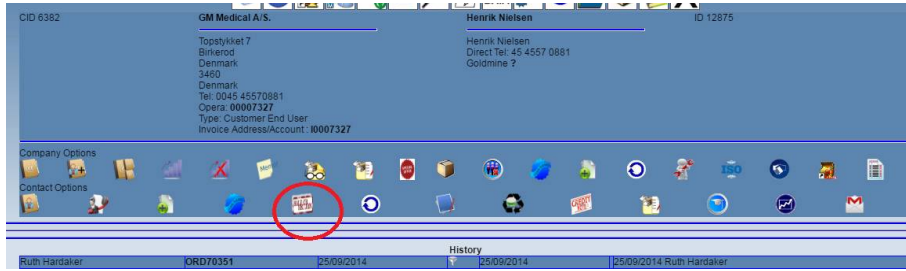 CID 6382
GM Medical A/S.
Henrik Nielsen
ID 12875
Topstykket 7
Birkerod
Denmark
3460
Denmark
Tel: 0045 45570881
Opera: 00007327
Type: Customer End User
Invoice Address/Account : I0007327
Henrik Nielsen
Direct Tel: 45 4557 0881
Goldmine ?
Company Options
ISO
Contact Options
History
Ruth Hardaker ORD70351 25/09/2014 25/09/2014 25/09/2014 Ruth Hardaker